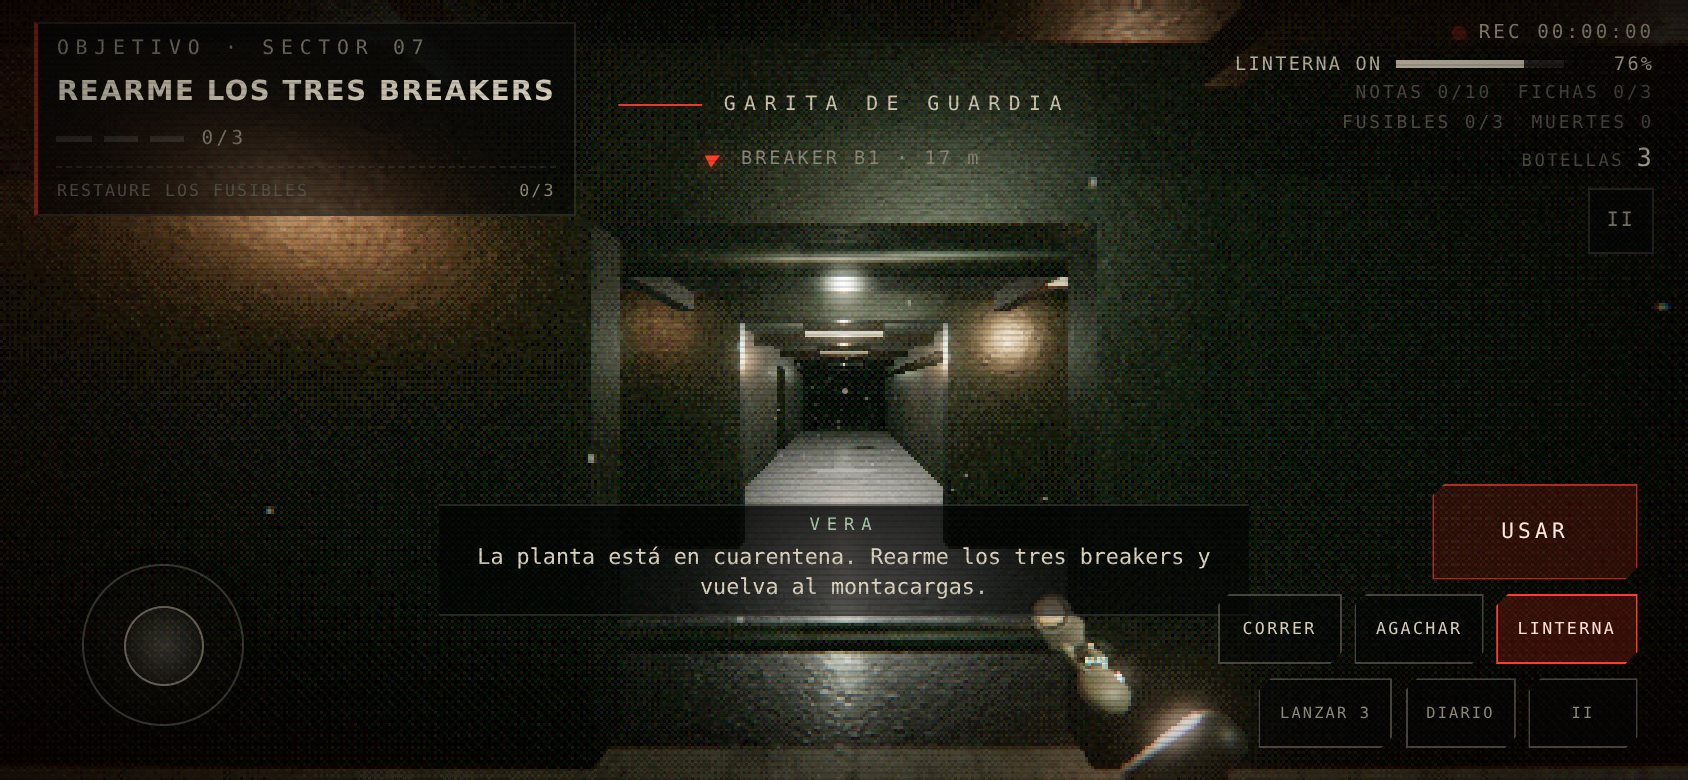 OBJETIVO · SECTOR 07
REARME LOS TRES BREAKERS
0/3
RESTAURE LOS FUSIBLES 0/3
GARITA DE GUARDIA
BREAKER B1 · 17 m
REC 00:00:00
LINTERNA ON 76%
NOTAS 0/10 FICHAS 0/3
FUSIBLES 0/3 MUERTES 0
BOTELLAS 3
II
VERA
La planta está en cuarentena. Rearme los tres breakers y
vuelva al montacargas.
USAR
CORRER AGACHAR LINTERNA
LANZAR 3 DIARIO II